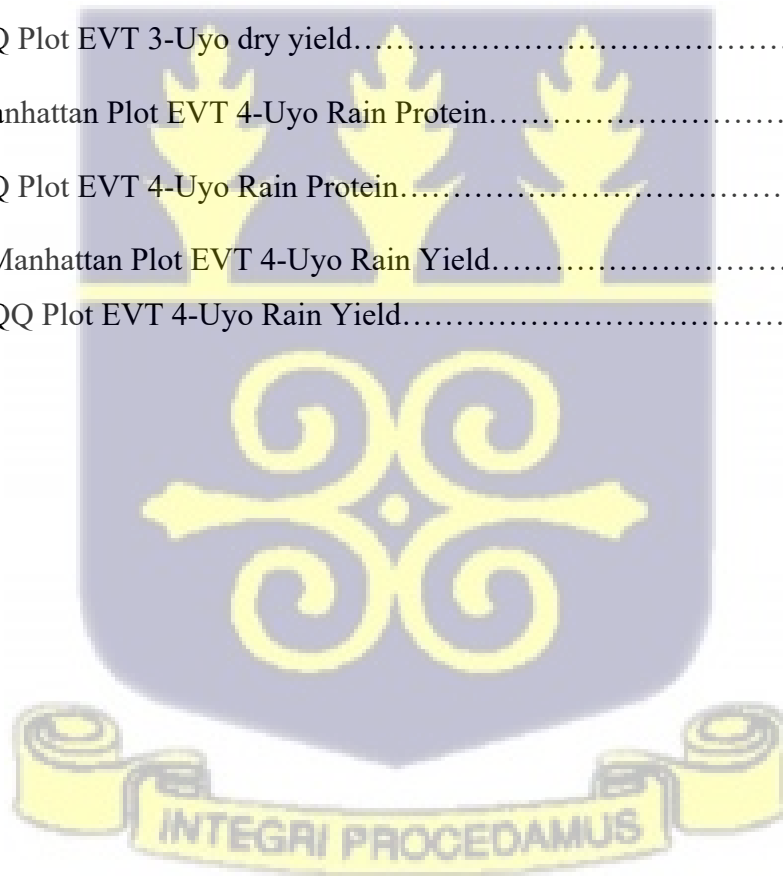 Q Plot EVT 3-Uyo dry yield……………………………………
anhattan Plot EVT 4-Uyo Rain Protein…………………………
Q Plot EVT 4-Uyo Rain Protein…………………………………
Manhattan Plot EVT 4-Uyo Rain Yield…………………………
QQ Plot EVT 4-Uyo Rain Yield…………………………………
INTEGRI PROCEDAMUS